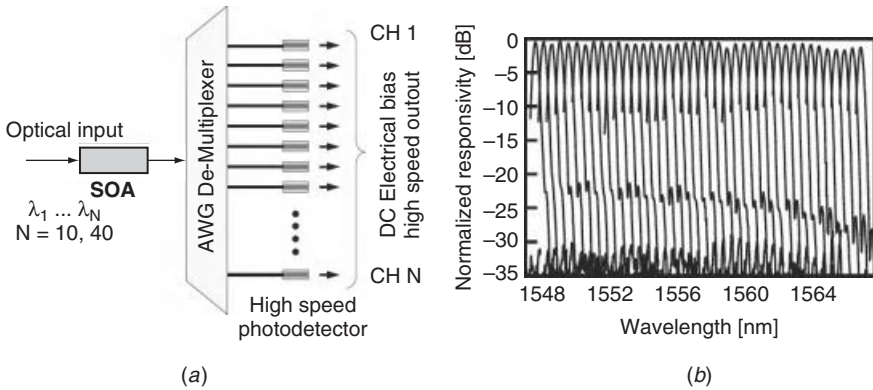 Optical input
SOA
λ1 ... λN
N = 10, 40
AWG De-Multiplexer
CH 1
DC Electrical bias
high speed outout
CH N
High speed
photodetector
(a)
Normalized responsivity [dB]
0
–5
–10
–15
–20
–25
–30
–35
1548
1552
1556
1560
1564
Wavelength [nm]
(b)